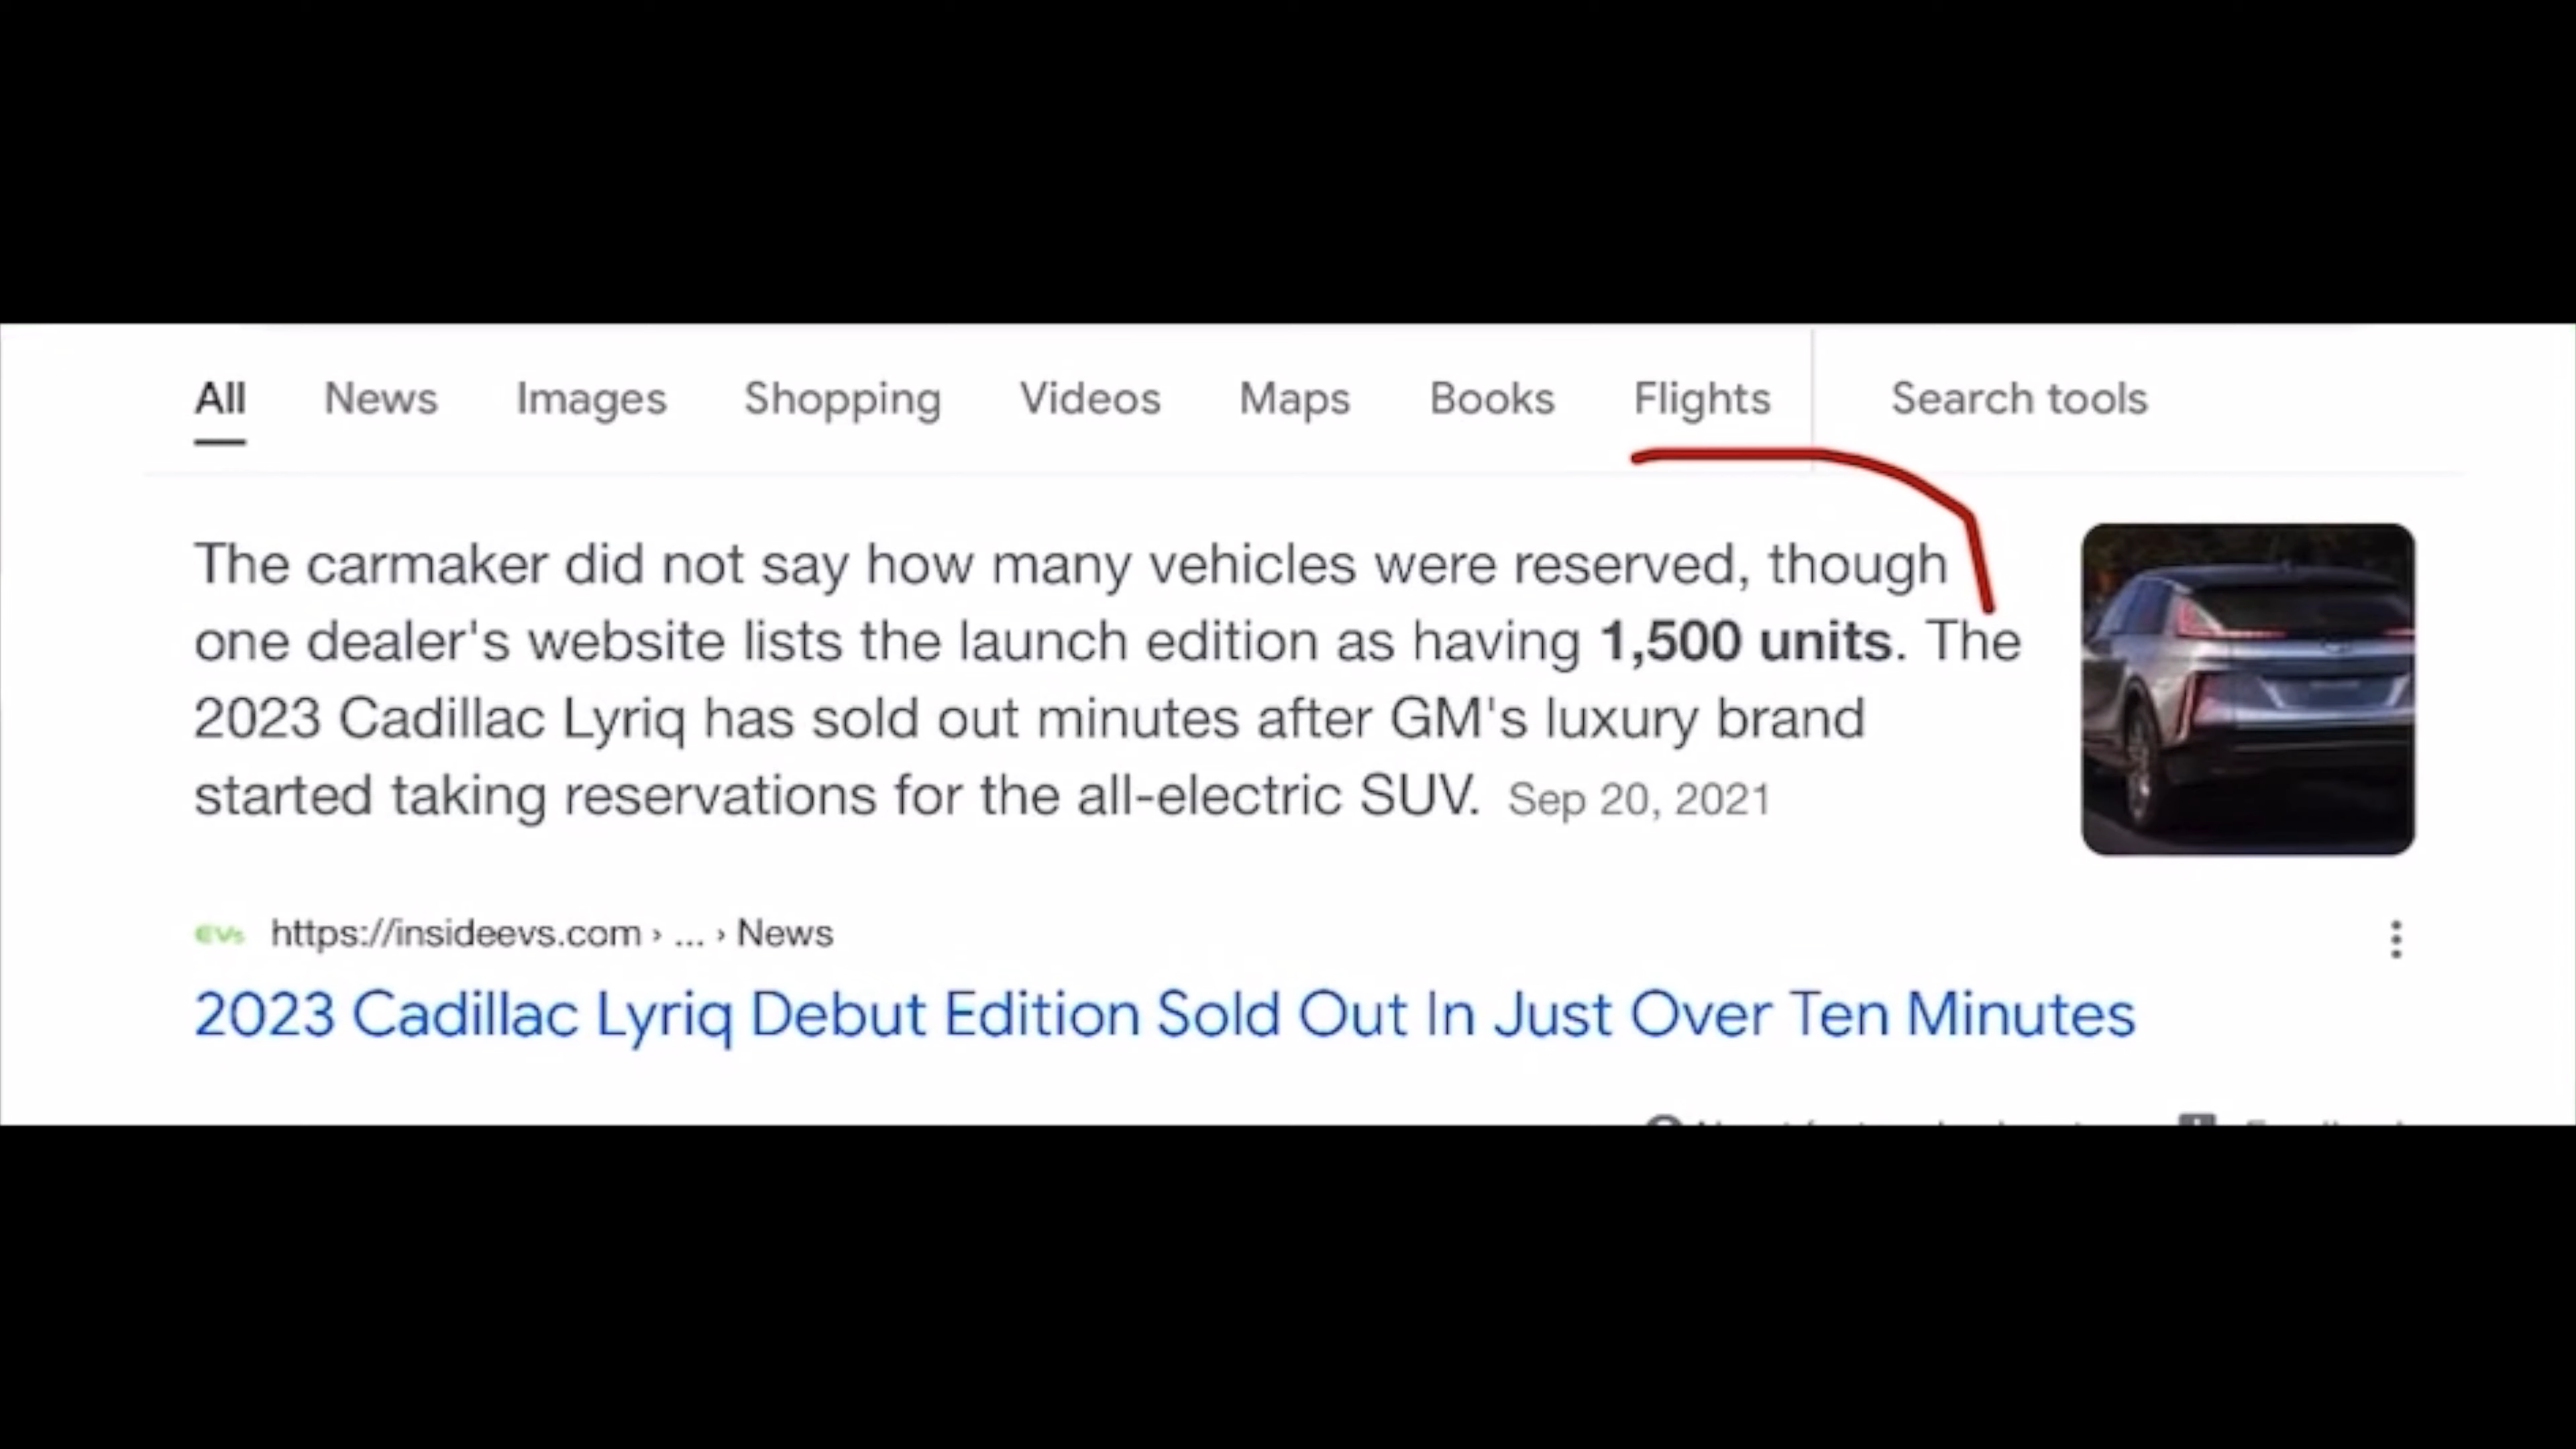 All News Images Shopping Videos Maps Books Flights Search tools
The carmaker did not say how many vehicles were reserved, though
one dealer's website lists the launch edition as having 1,500 units. The
2023 Cadillac Lyriq has sold out minutes after GM's luxury brand
started taking reservations for the all-electric SUV. Sep 20, 2021
EVs https://insideevs.com › ... › News
2023 Cadillac Lyriq Debut Edition Sold Out In Just Over Ten Minutes